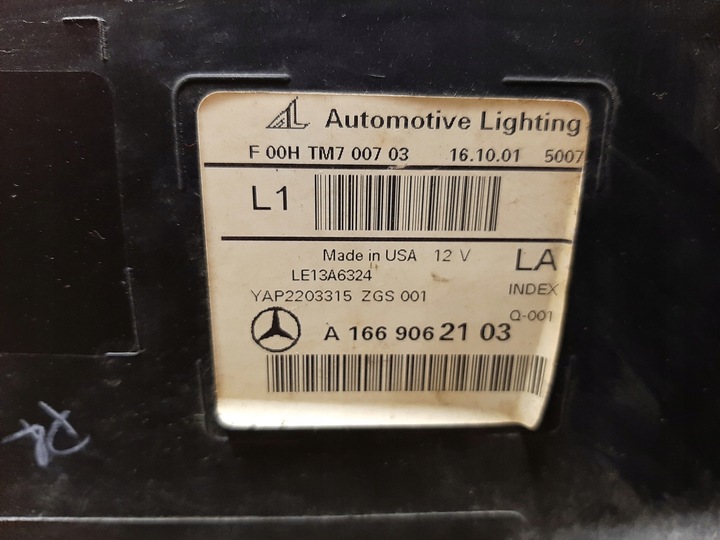 AL Automotive Lighting
F 00H TM7 007 03 16.10.01 5007
L1
Made in USA 12 V LA
LE13A6324
INDEX
YAP2203315 ZGS 001
Q-001
A 166 906 21 03